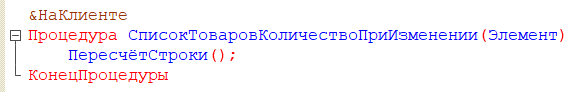 &НаКлиенте
Процедура СписокТоваровКоличествоПриИзменении(Элемент)
ПересчётСтроки();
КонецПроцедуры